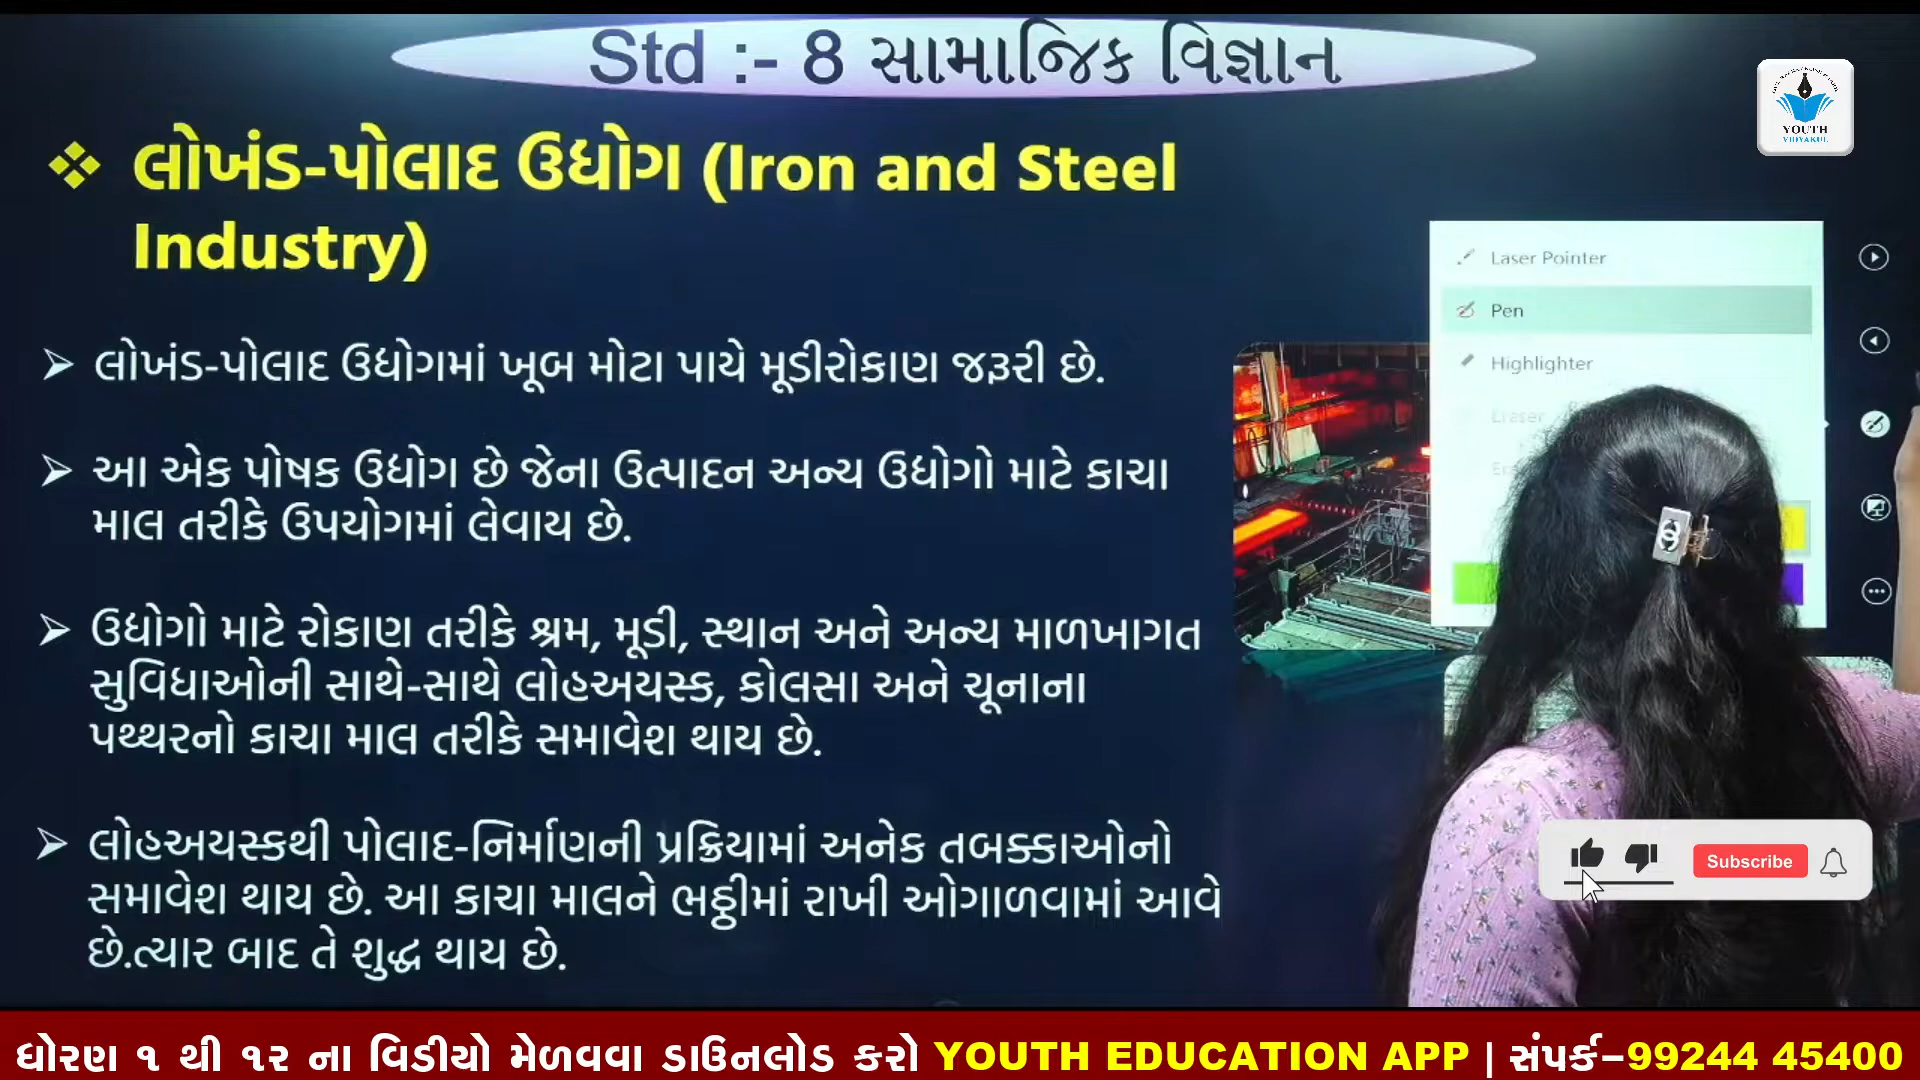 Std :- 8 સામાજિક વિજ્ઞાન
YOUTH
VIDYAKUL
❖ લોખંડ-પોલાદ ઉદ્યોગ (Iron and Steel
Industry)
Laser Pointer
Pen
Highlighter
Eraser
➢ લોખંડ-પોલાદ ઉદ્યોગમાં ખૂબ મોટા પાયે મૂડીરોકાણ જરૂરી છે.
➢ આ એક પોષક ઉદ્યોગ છે જેના ઉત્પાદન અન્ય ઉદ્યોગો માટે કાચા
માલ તરીકે ઉપયોગમાં લેવાય છે.
➢ ઉદ્યોગો માટે રોકાણ તરીકે શ્રમ, મૂડી, સ્થાન અને અન્ય માળખાગત
સુવિધાઓની સાથે-સાથે લોહઅયસ્ક, કોલસા અને ચૂનાના
પથ્થરનો કાચા માલ તરીકે સમાવેશ થાય છે.
➢ લોહઅયસ્કથી પોલાદ-નિર્માણની પ્રક્રિયામાં અનેક તબક્કાઓનો
સમાવેશ થાય છે. આ કાચા માલને ભઠ્ઠીમાં રાખી ઓગાળવામાં આવે
છે.ત્યાર બાદ તે શુદ્ધ થાય છે.
Subscribe
ધોરણ ૧ થી ૧૨ ના વિડીયો મેળવવા ડાઉનલોડ કરો YOUTH EDUCATION APP | સંપર્ક–99244 45400